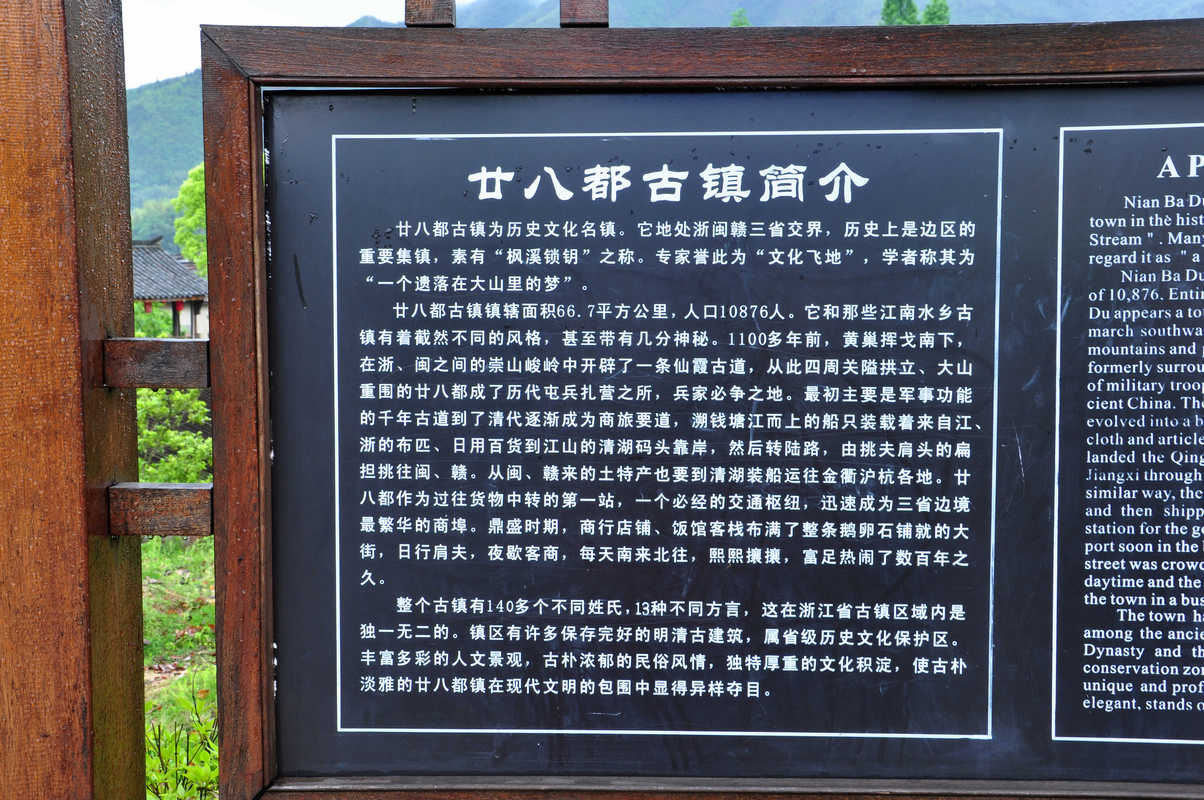 廿八都古镇简介
廿八都古镇为历史文化名镇。它地处浙闽赣三省交界，历史上是边区的
重要集镇，素有“枫溪锁钥”之称。专家誉此为“文化飞地”，学者称其为
“一个遗落在大山里的梦”。
廿八都古镇镇辖面积66.7平方公里，人口10876人。它和那些江南水乡古
镇有着截然不同的风格，甚至带有几分神秘。1100多年前，黄巢挥戈南下，
在浙、闽之间的崇山峻岭中开辟了一条仙霞古道，从此四周关隘拱立、大山
重围的廿八都成了历代屯兵扎营之所，兵家必争之地。最初主要是军事功能
的千年古道到了清代逐渐成为商旅要道，溯钱塘江而上的船只装载着来自江、
浙的布匹、日用百货到江山的清湖码头靠岸，然后转陆路，由挑夫肩头的扁
担挑往闽、赣。从闽、赣来的土特产也要到清湖装船运往金衢沪杭各地。廿
八都作为过往货物中转的第一站，一个必经的交通枢纽，迅速成为三省边境
最繁华的商埠。鼎盛时期，商行店铺、饭馆客栈布满了整条鹅卵石铺就的大
街，日行肩夫，夜歇客商，每天南来北往，熙熙攘攘，富足热闹了数百年之
久。
整个古镇有140多个不同姓氏，13种不同方言，这在浙江省古镇区域内是
独一无二的。镇区有许多保存完好的明清古建筑，属省级历史文化保护区。
丰富多彩的人文景观，古朴浓郁的民俗风情，独特厚重的文化积淀，使古朴
淡雅的廿八都镇在现代文明的包围中显得异样夺目。
A
Nian Ba
town in the
Stream". 
regard it as "a
Nian Ba
of 10,876.
Du appears a
march
mountains and
formerly
of military
cient China.
evolved into a
cloth and
landed the
Jiangxi through
similar way, the
and then
station for the
port soon in the
street was
daytime and the
the town in a
The town
among the
Dynasty and
conservation
unique and
elegant, stands